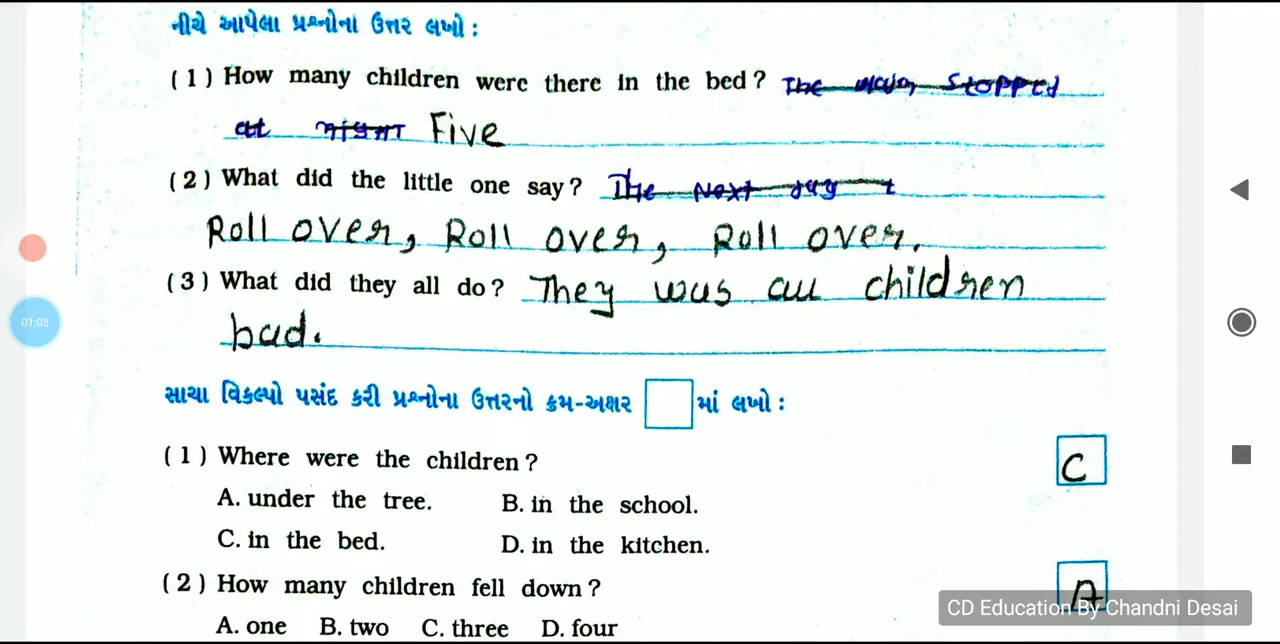 નીચે આપેલા પ્રશ્નોના ઉત્તર લખો :
(1) How many children were there in the bed? The stopped
at Five
(2) What did the little one say? The Next
Roll over, Roll over, Roll over.
01:05
(3) What did they all do? They was all children
bad.
સાચા વિકલ્પો પસંદ કરી પ્રશ્નોના ઉત્તરનો ક્રમ-અક્ષર માં લખો :
(1) Where were the children? C
A. under the tree. B. in the school.
C. in the bed. D. in the kitchen.
(2) How many children fell down? A
CD Education By Chandni Desai
A. one B. two C. three D. four